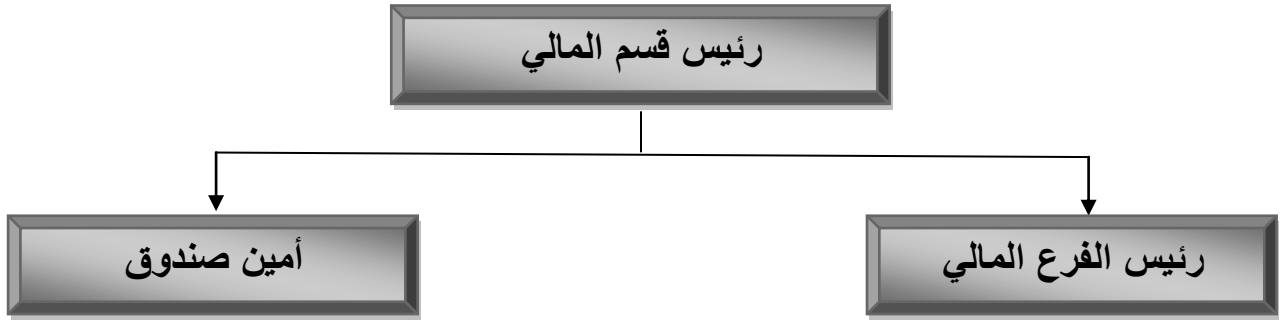 رئيس قسم المالي
رئيس الفرع المالي
أمين صندوق